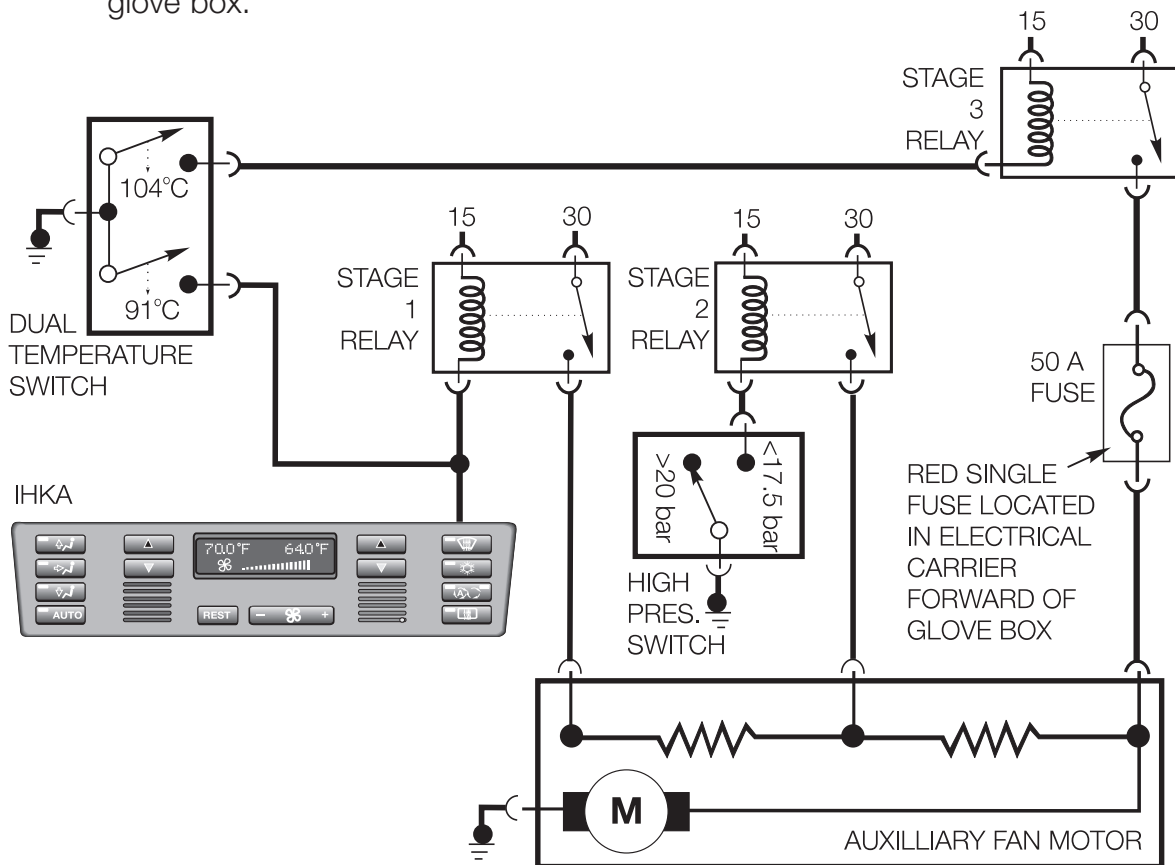 glove box.
15 30
STAGE
3
RELAY
104°C
91°C
DUAL
TEMPERATURE
SWITCH
15 30
STAGE
1
RELAY
15 30
STAGE
2
RELAY
50 A
FUSE
>20 bar
<17.5 bar
HIGH
PRES.
SWITCH
RED SINGLE
FUSE LOCATED
IN ELECTRICAL
CARRIER
FORWARD OF
GLOVE BOX
IHKA
70.0°F 64.0°F
AUTO
REST
- +
A
M
AUXILLIARY FAN MOTOR